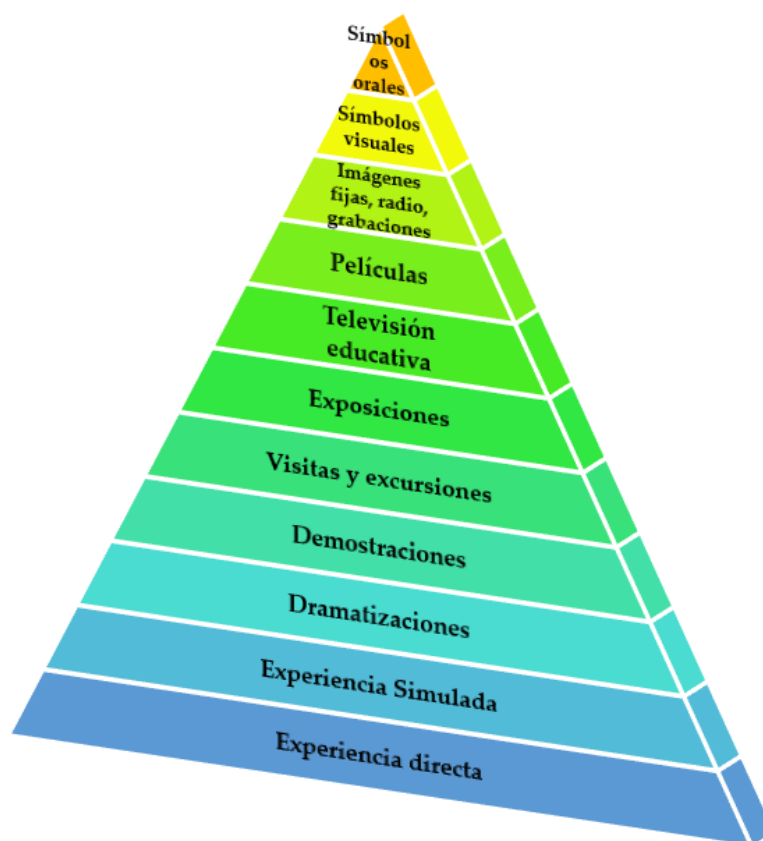 Símbol
os
orales
Símbolos
visuales
Imágenes
fijas, radio,
grabaciones
Películas
Televisión
educativa
Exposiciones
Visitas y excursiones
Demostraciones
Dramatizaciones
Experiencia Simulada
Experiencia directa